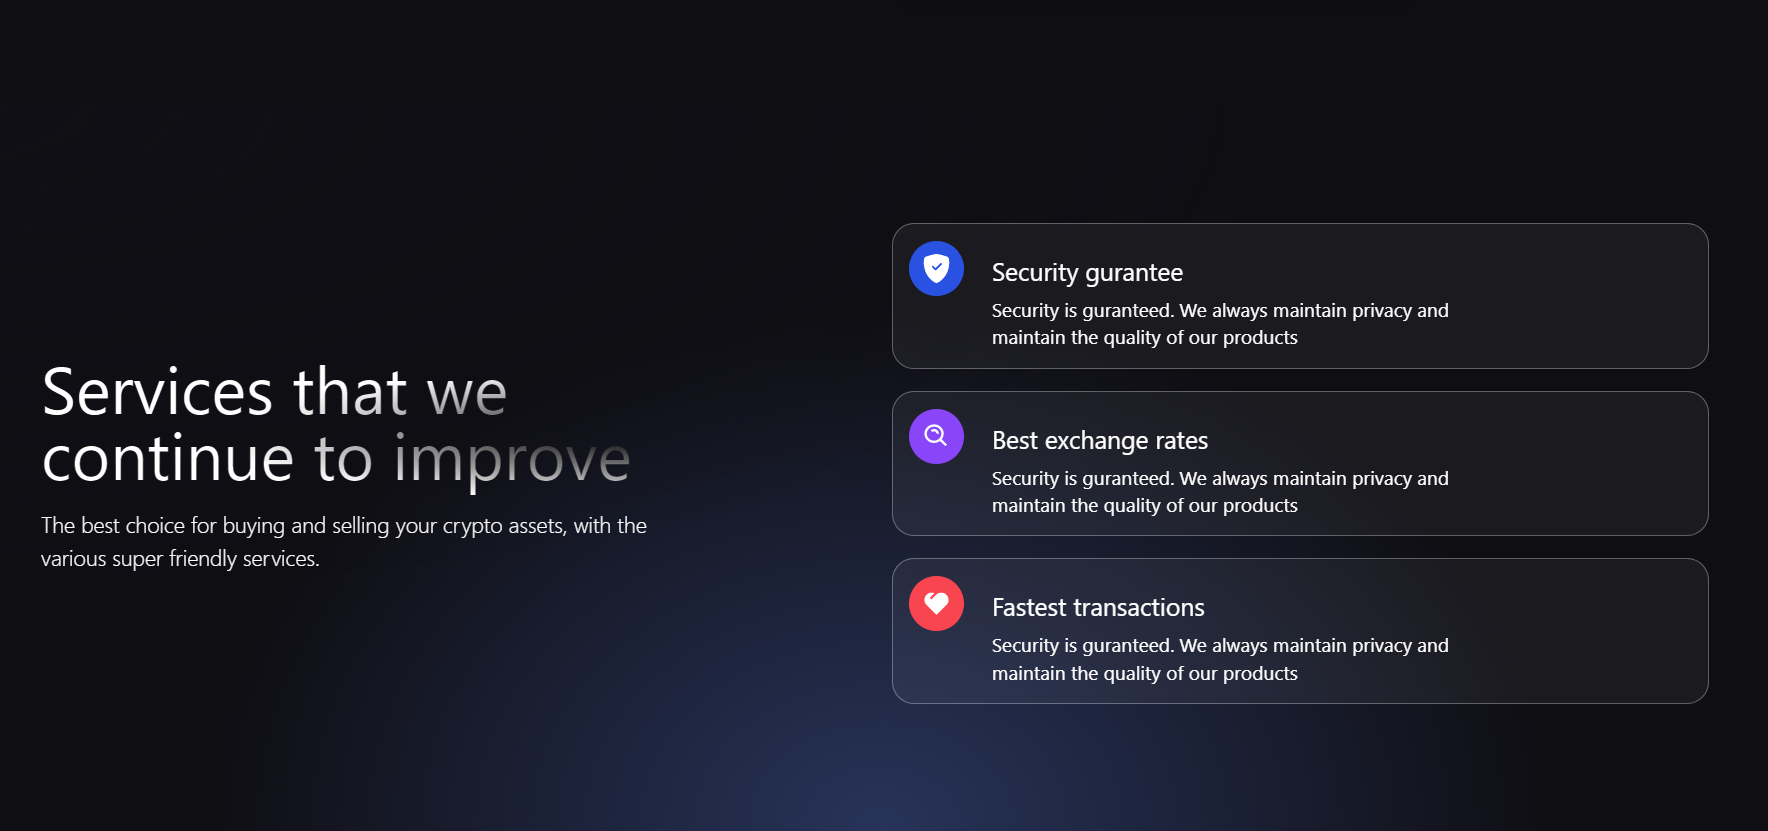 Services that we
continue to improve
The best choice for buying and selling your crypto assets, with the
various super friendly services.
Security gurantee
Security is guranteed. We always maintain privacy and
maintain the quality of our products
Best exchange rates
Security is guranteed. We always maintain privacy and
maintain the quality of our products
Fastest transactions
Security is guranteed. We always maintain privacy and
maintain the quality of our products